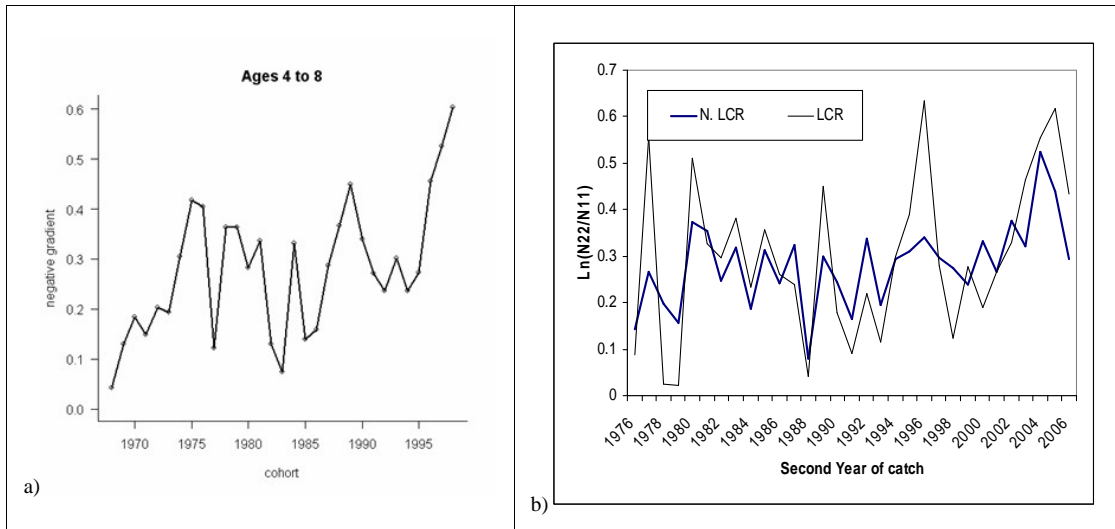 Ages 4 to 8
negative gradient
0.6
0.5
0.4
0.3
0.2
0.1
0.0
1970 1975 1980 1985 1990 1995
cohort
a)
N. LCR LCR
Ln(N22/N11)
0.7
0.6
0.5
0.4
0.3
0.2
0.1
0
1976 1978 1980 1982 1984 1986 1988 1990 1992 1994 1996 1998 2000 2002 2004 2006
Second Year of catch
b)